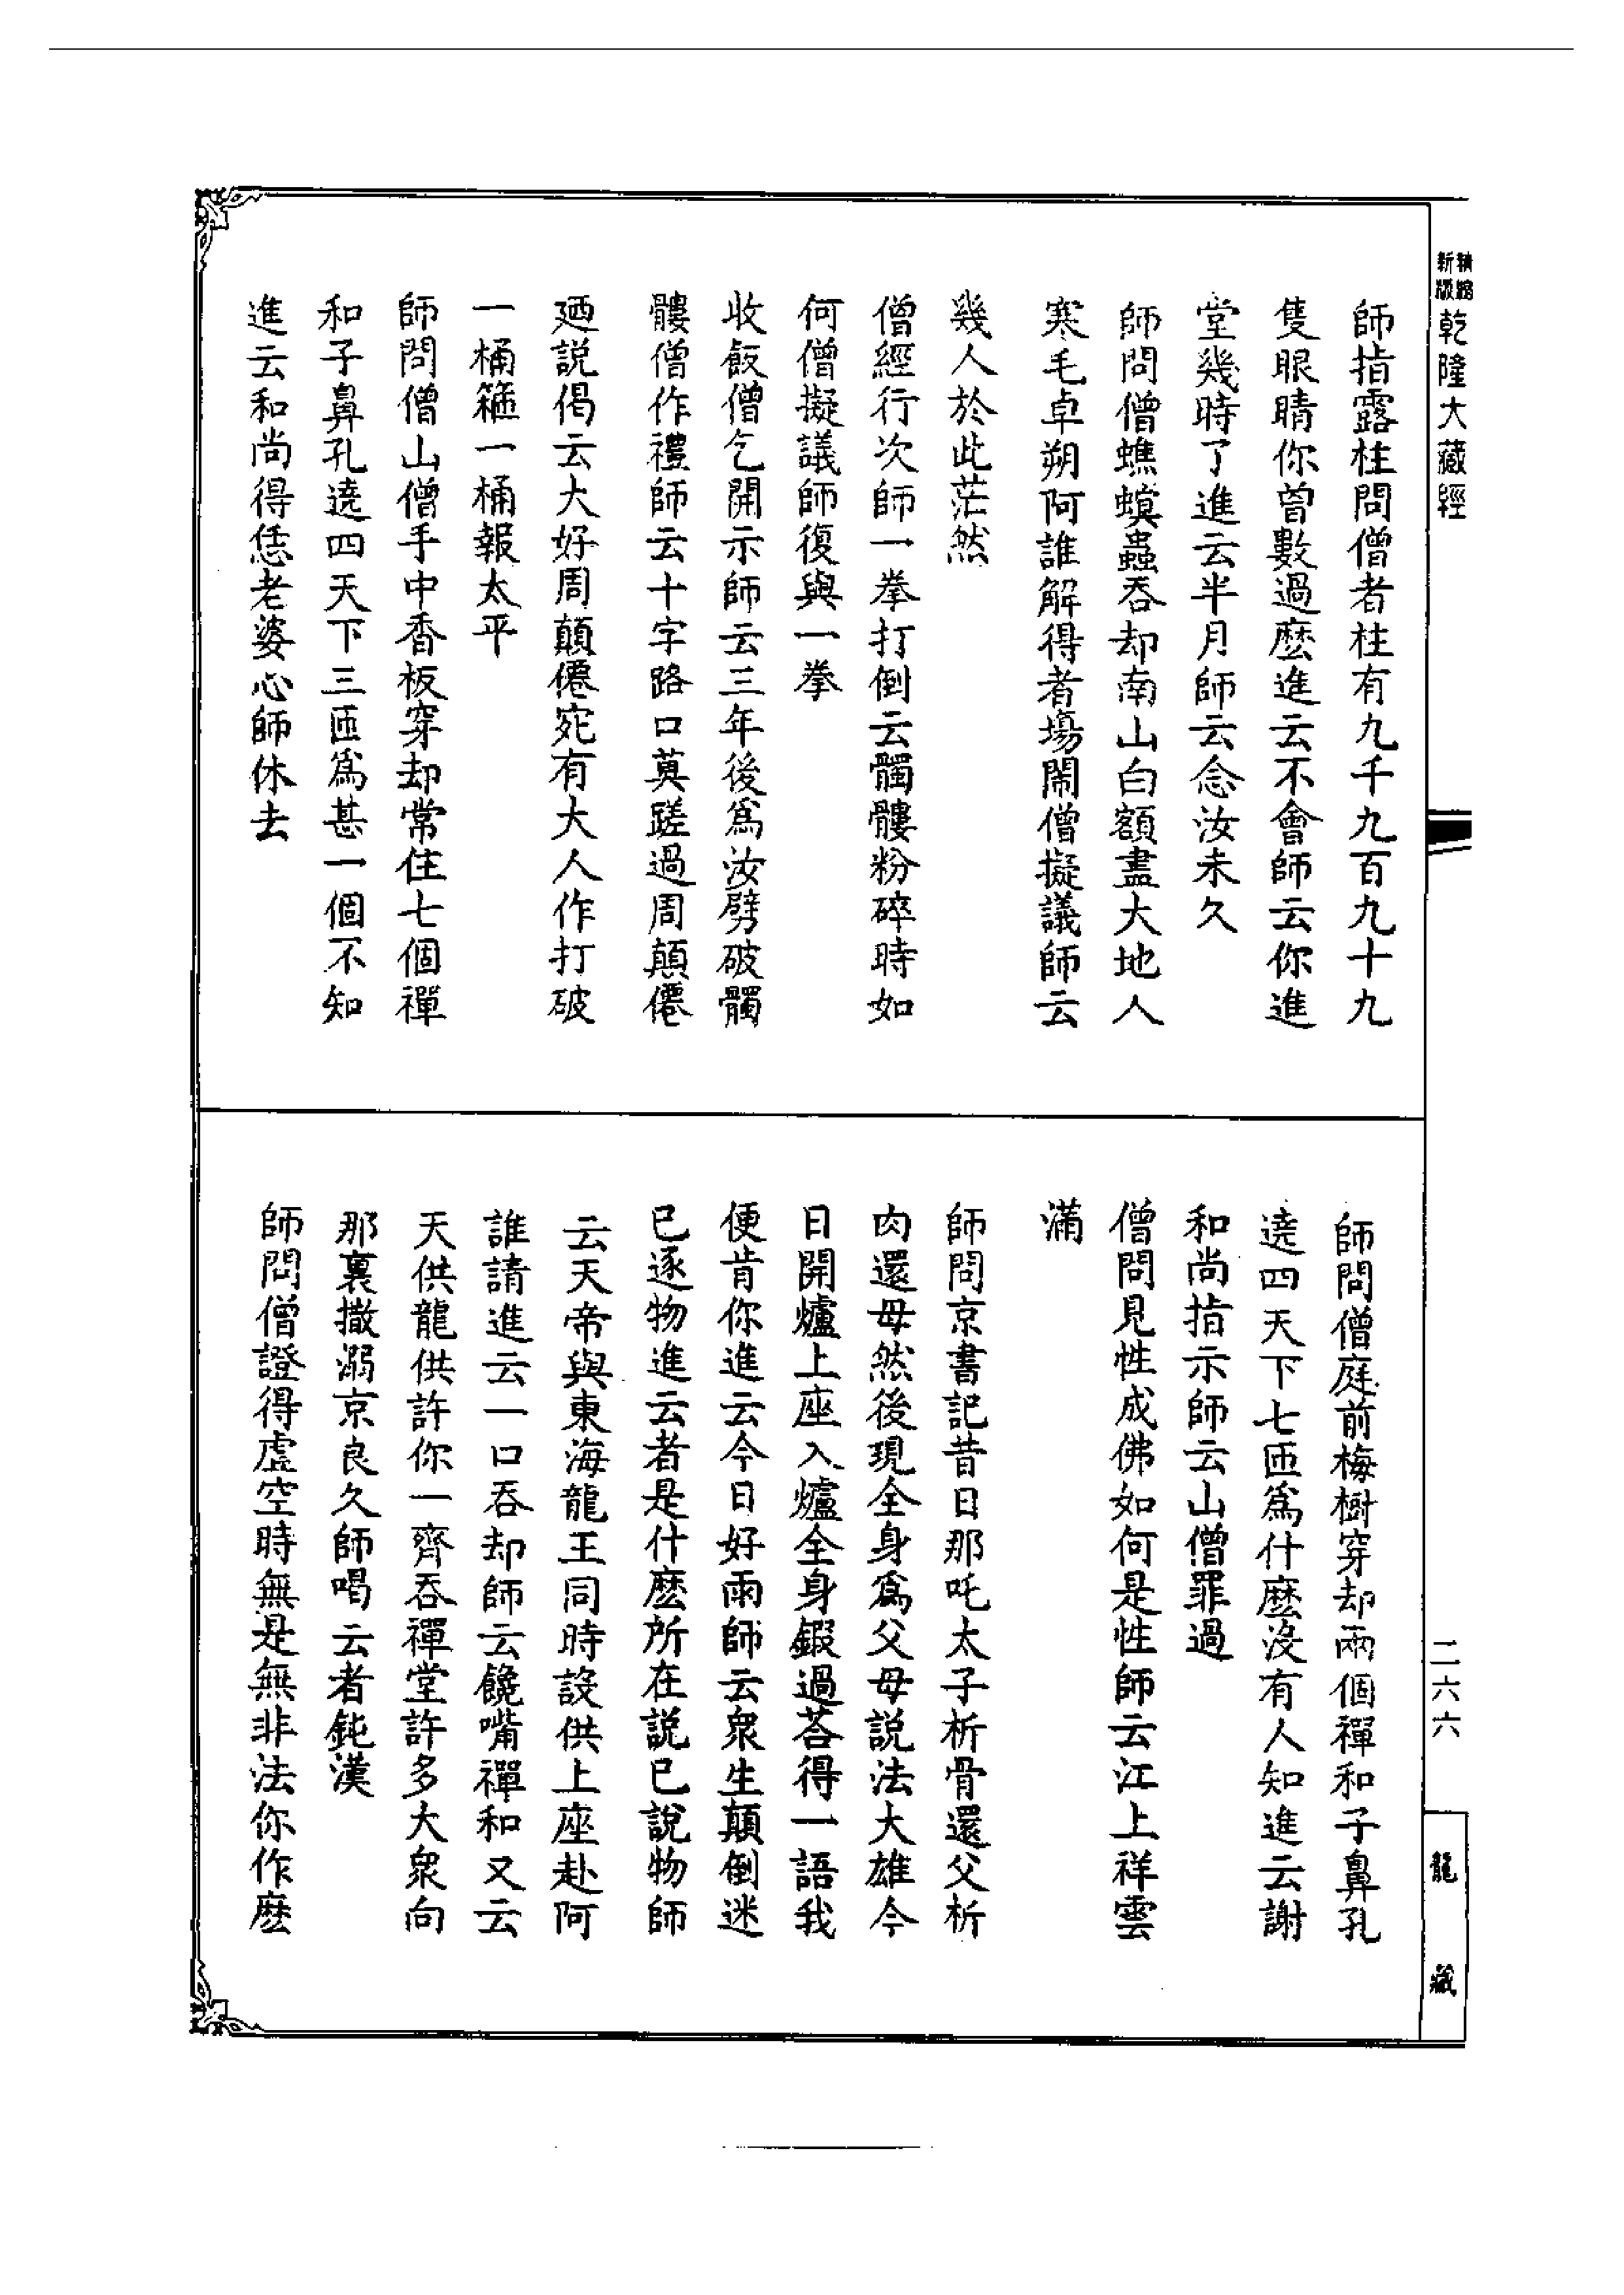 新編
新版
乾隆大藏經
師指露柱問僧者柱有九千九百九十九
隻眼睛你曾數過麽進云不會師云你進
堂幾時了進云半月師云念汝未久
師問僧蟭螟蟲吞却南山白額盡大地人
寒毛卓朔阿誰解得者塲鬧僧擬議師云
幾人於此茫然
僧經行次師一拳打倒云髑髏粉碎時如
何僧擬議師復與一拳
收飯僧乞開示師云三年後爲汝劈破髑
髏僧作禮師云十字路口莫蹉過周顛僊
廼説偈云大好周顛僊宛有大人作打破
一桶箍一桶報太平
師問僧山僧手中香板穿却常住七個禪
和子鼻孔遶四天下三匝爲甚一個不知
進云和尚得恁老婆心師休去
師問僧庭前梅樹穿却兩個禪和子鼻孔
遶四天下七匝爲什麽沒有人知進云謝
和尚指示師云山僧罪過
僧問見性成佛如何是性師云江上祥雲
滿
師問京書記昔日那吒太子析骨還父析
肉還母然後現全身爲父母説法大雄今
日開爐上座入爐全身鍜過荅得一語我
便肯你進云今日好雨師云衆生顛倒迷
已逐物進云者是什麽所在説已說物師
云天帝與東海龍王同時設供上座赴阿
誰請進云一口吞却師云饞嘴禪和又云
天供龍供許你一齊吞禪堂許多大衆向
那裏撒溺京良久師喝云者鈍漢
師問僧證得虛空時無是無非法你作麽
二六六
龍藏